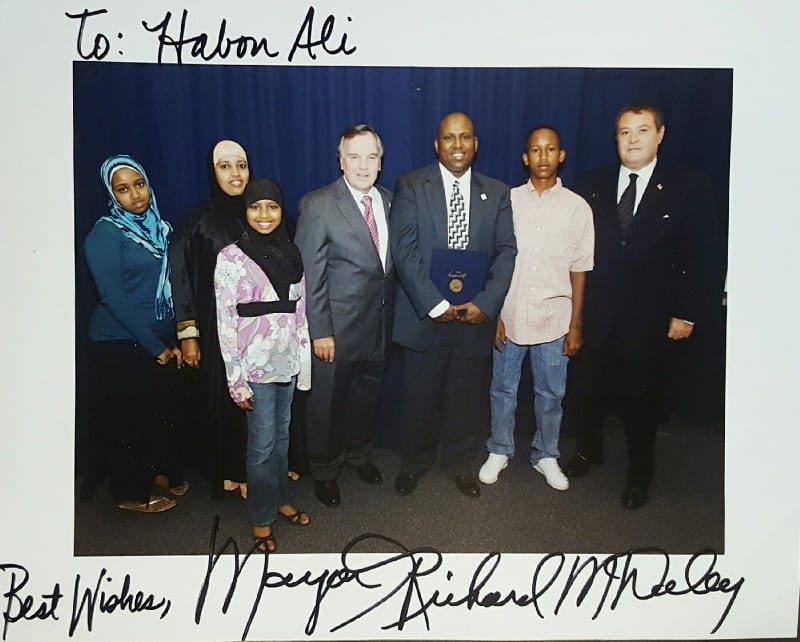 To: Habon Ali
Best Wishes, Mayor Richard M Daley